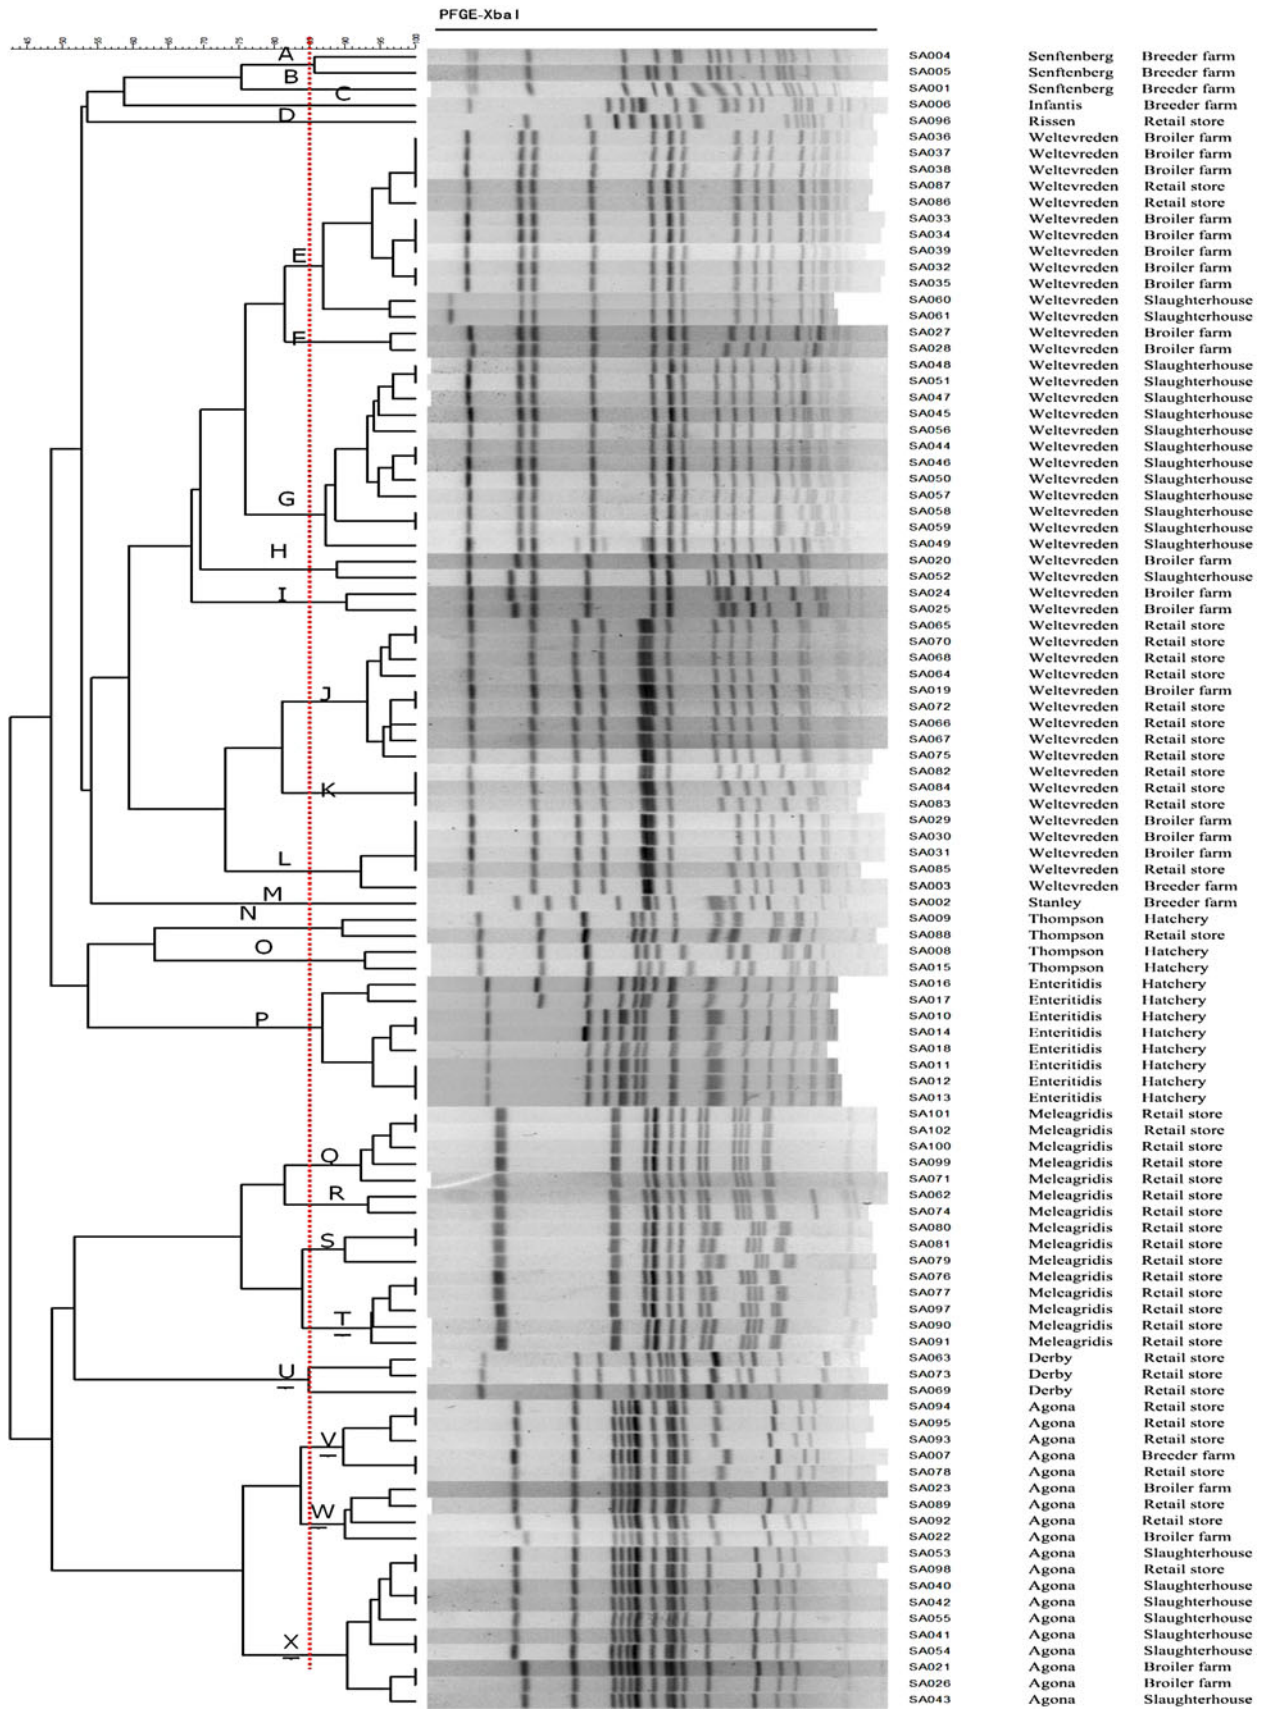 PFGE-Xba I
45 50 55 60 65 70 75 80 85 90 95 100
A
B
C
D
E
F
G
H
I
J
K
L
M
N
O
P
Q
R
S
T
U
V
W
X
SA004 Senftenberg Breeder farm
SA005 Senftenberg Breeder farm
SA001 Senftenberg Breeder farm
SA006 Infantis Breeder farm
SA096 Rissen Retail store
SA036 Weltevreden Broiler farm
SA037 Weltevreden Broiler farm
SA038 Weltevreden Broiler farm
SA087 Weltevreden Retail store
SA086 Weltevreden Retail store
SA033 Weltevreden Broiler farm
SA034 Weltevreden Broiler farm
SA039 Weltevreden Broiler farm
SA032 Weltevreden Broiler farm
SA035 Weltevreden Broiler farm
SA060 Weltevreden Slaughterhouse
SA061 Weltevreden Slaughterhouse
SA027 Weltevreden Broiler farm
SA028 Weltevreden Broiler farm
SA048 Weltevreden Slaughterhouse
SA051 Weltevreden Slaughterhouse
SA047 Weltevreden Slaughterhouse
SA045 Weltevreden Slaughterhouse
SA056 Weltevreden Slaughterhouse
SA044 Weltevreden Slaughterhouse
SA046 Weltevreden Slaughterhouse
SA050 Weltevreden Slaughterhouse
SA057 Weltevreden Slaughterhouse
SA058 Weltevreden Slaughterhouse
SA059 Weltevreden Slaughterhouse
SA049 Weltevreden Slaughterhouse
SA020 Weltevreden Broiler farm
SA052 Weltevreden Slaughterhouse
SA024 Weltevreden Broiler farm
SA025 Weltevreden Broiler farm
SA065 Weltevreden Retail store
SA070 Weltevreden Retail store
SA068 Weltevreden Retail store
SA064 Weltevreden Retail store
SA019 Weltevreden Broiler farm
SA072 Weltevreden Retail store
SA066 Weltevreden Retail store
SA067 Weltevreden Retail store
SA075 Weltevreden Retail store
SA082 Weltevreden Retail store
SA084 Weltevreden Retail store
SA083 Weltevreden Retail store
SA029 Weltevreden Broiler farm
SA030 Weltevreden Broiler farm
SA031 Weltevreden Broiler farm
SA085 Weltevreden Retail store
SA003 Weltevreden Breeder farm
SA002 Stanley Breeder farm
SA009 Thompson Hatchery
SA088 Thompson Retail store
SA008 Thompson Hatchery
SA015 Thompson Hatchery
SA016 Enteritidis Hatchery
SA017 Enteritidis Hatchery
SA010 Enteritidis Hatchery
SA014 Enteritidis Hatchery
SA018 Enteritidis Hatchery
SA011 Enteritidis Hatchery
SA012 Enteritidis Hatchery
SA013 Enteritidis Hatchery
SA101 Meleagridis Retail store
SA102 Meleagridis Retail store
SA100 Meleagridis Retail store
SA099 Meleagridis Retail store
SA071 Meleagridis Retail store
SA062 Meleagridis Retail store
SA074 Meleagridis Retail store
SA080 Meleagridis Retail store
SA081 Meleagridis Retail store
SA079 Meleagridis Retail store
SA076 Meleagridis Retail store
SA077 Meleagridis Retail store
SA097 Meleagridis Retail store
SA090 Meleagridis Retail store
SA091 Meleagridis Retail store
SA063 Derby Retail store
SA073 Derby Retail store
SA069 Derby Retail store
SA094 Agona Retail store
SA095 Agona Retail store
SA093 Agona Retail store
SA007 Agona Breeder farm
SA078 Agona Retail store
SA023 Agona Broiler farm
SA089 Agona Retail store
SA092 Agona Retail store
SA022 Agona Broiler farm
SA053 Agona Slaughterhouse
SA098 Agona Retail store
SA040 Agona Slaughterhouse
SA042 Agona Slaughterhouse
SA055 Agona Slaughterhouse
SA041 Agona Slaughterhouse
SA054 Agona Slaughterhouse
SA021 Agona Broiler farm
SA026 Agona Broiler farm
SA043 Agona Slaughterhouse